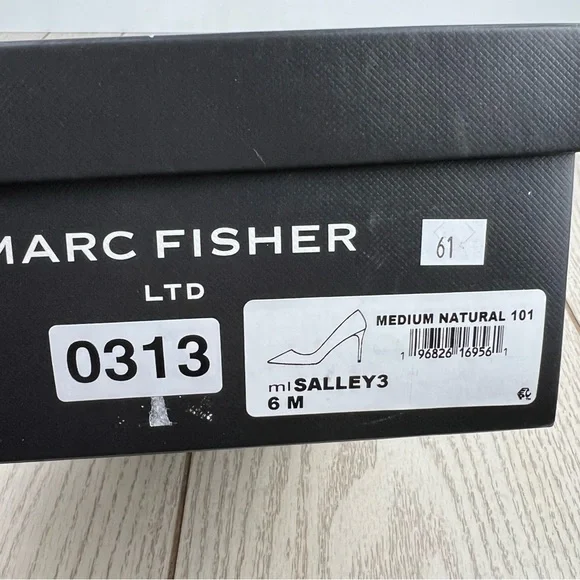 MARC FISHER
LTD
61
0313
MEDIUM NATURAL 101
1 96826 16956 1
mlSALLEY3
6 M